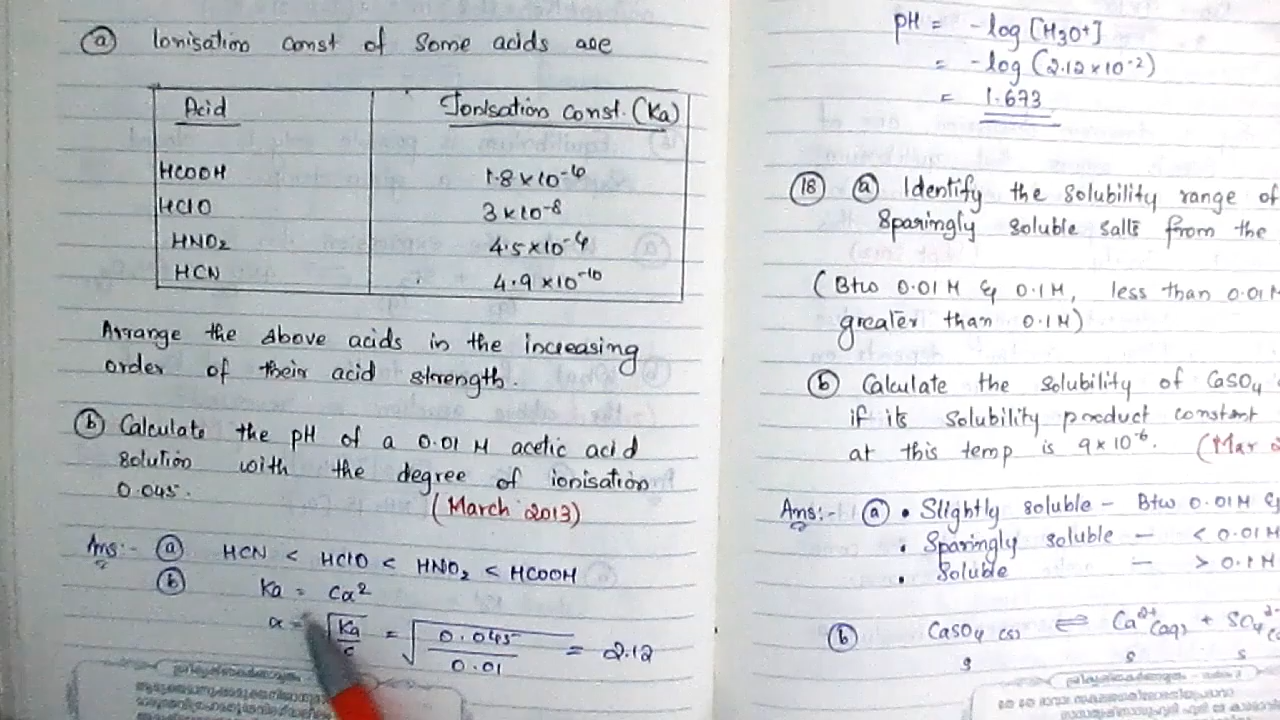 (a) Ionisation const of some acids are
Acid Ionisation const. (Ka)
HCOOH 1.8×10-4
HClO 3×10-8
HNO2 4.5×10-4
HCN 4.9×10-10
Arrange the above acids in the increasing
order of their acid strength.
(b) Calculate the pH of a 0.01 M acetic acid
solution with the degree of ionisation
0.045.
(March 2013)
Ans:- (a) HCN < HClO < HNO2 < HCOOH
(b) Ka = Cα2
α = √Ka/c = √0.045/0.01 = 2.12
pH = -log [H3O+]
= -log (2.12×10-2)
= 1.673
(18) (a) Identify the solubility range of
sparingly soluble salts from the
(Btw 0.01 M & 0.1 M, less than 0.01 M
greater than 0.1 M)
(b) Calculate the solubility of CaSO4
if its solubility product constant
at this temp is 9×10-6. (Mar 2
Ans:- (a) • Slightly soluble - Btw 0.01 M &
• Sparingly soluble - < 0.01 M
• Soluble - > 0.1 M
(b) CaSO4 (s) ⇌ Ca2+ (aq) + SO4 2-
s s s